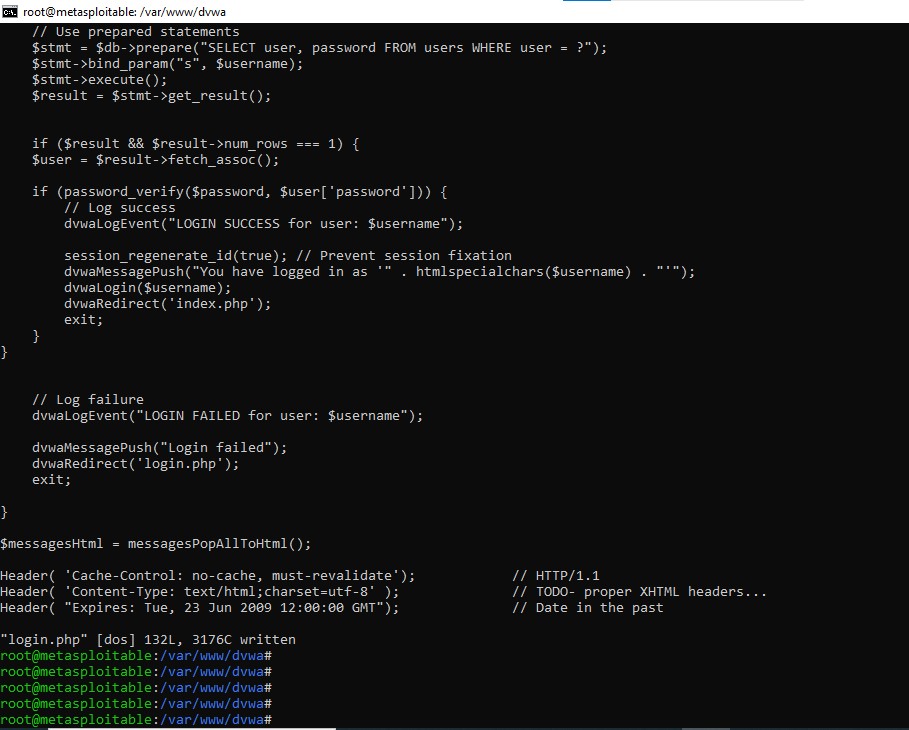 root@metasploitable: /var/www/dvwa
// Use prepared statements
$stmt = $db->prepare("SELECT user, password FROM users WHERE user = ?");
$stmt->bind_param("s", $username);
$stmt->execute();
$result = $stmt->get_result();
if ($result && $result->num_rows === 1) {
$user = $result->fetch_assoc();
if (password_verify($password, $user['password'])) {
// Log success
dvwaLogEvent("LOGIN SUCCESS for user: $username");
session_regenerate_id(true); // Prevent session fixation
dvwaMessagePush("You have logged in as '" . htmlspecialchars($username) . "'");
dvwaLogin($username);
dvwaRedirect('index.php');
exit;
}
}
// Log failure
dvwaLogEvent("LOGIN FAILED for user: $username");
dvwaMessagePush("Login failed");
dvwaRedirect('login.php');
exit;
}
$messagesHtml = messagesPopAllToHtml();
Header( 'Cache-Control: no-cache, must-revalidate'); // HTTP/1.1
Header( 'Content-Type: text/html;charset=utf-8' ); // TODO- proper XHTML headers...
Header( "Expires: Tue, 23 Jun 2009 12:00:00 GMT"); // Date in the past
"login.php" [dos] 132L, 3176C written
root@metasploitable:/var/www/dvwa#
root@metasploitable:/var/www/dvwa#
root@metasploitable:/var/www/dvwa#
root@metasploitable:/var/www/dvwa#
root@metasploitable:/var/www/dvwa#